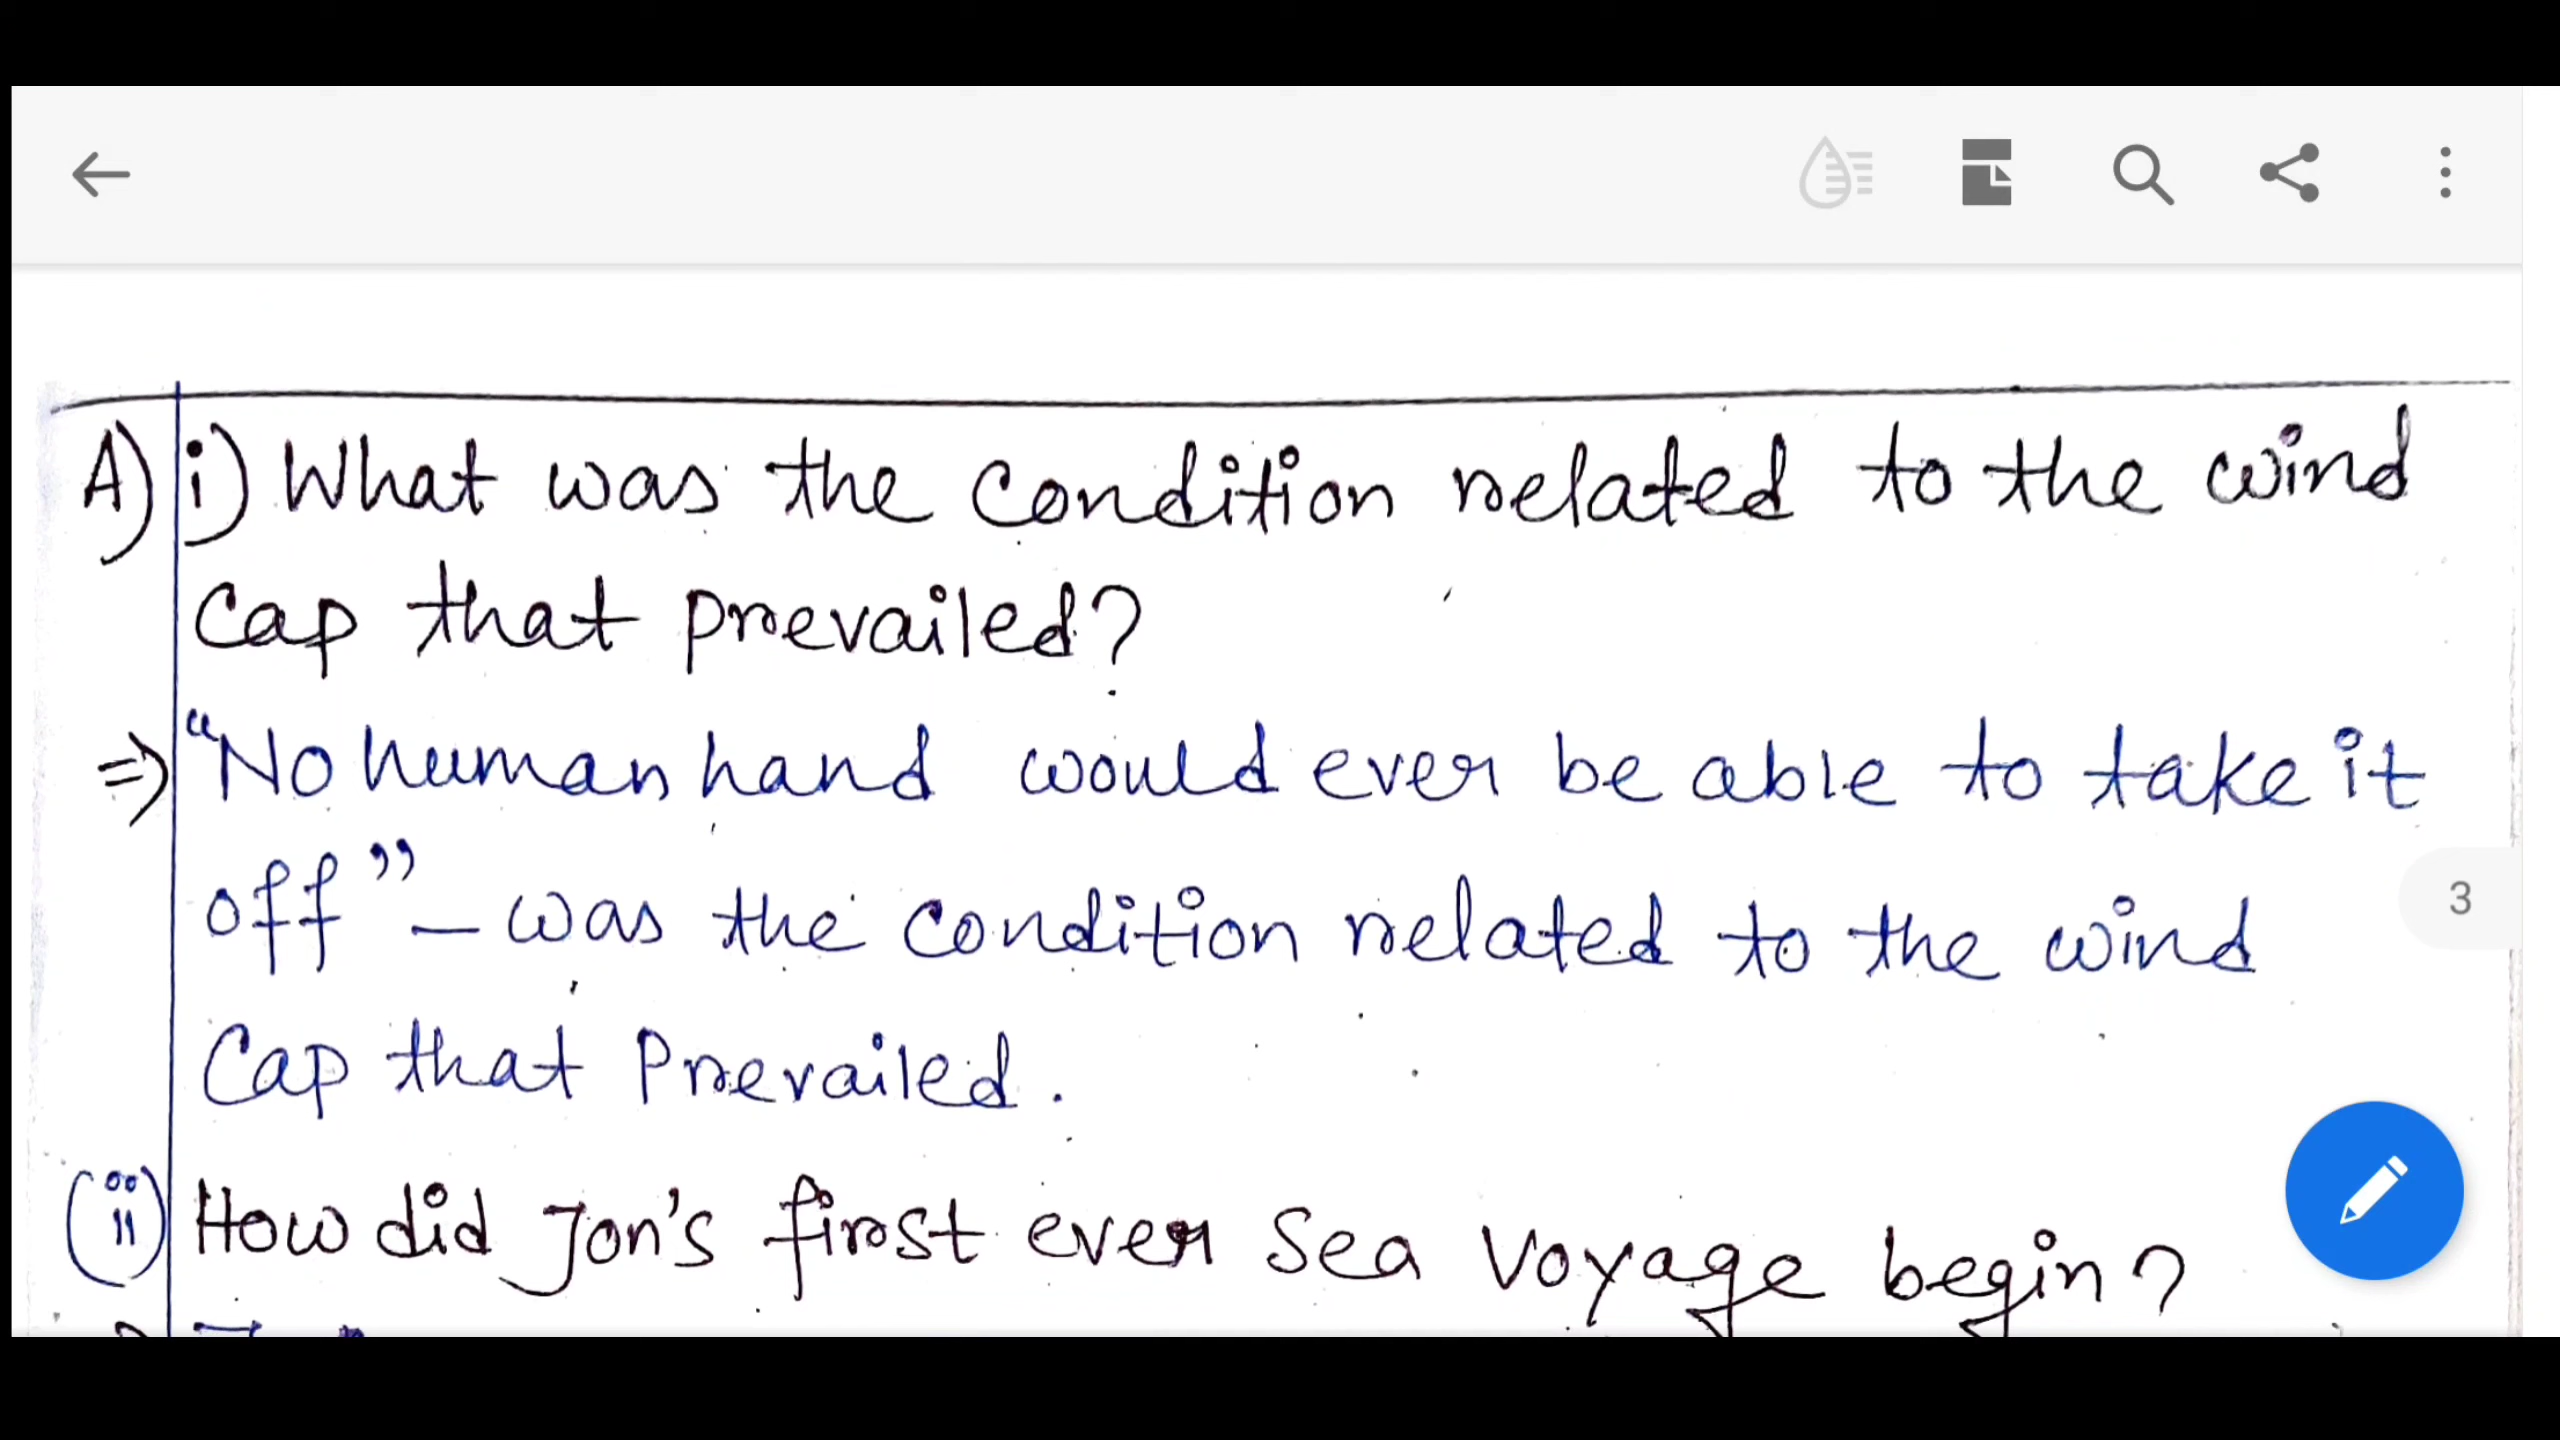 A) i) What was the condition related to the wind
cap that prevailed?
⇒ "No human hand would ever be able to take it
off" – was the condition related to the wind
3
Cap that Prevailed.
(ii) How did Jon's first ever sea voyage begin?